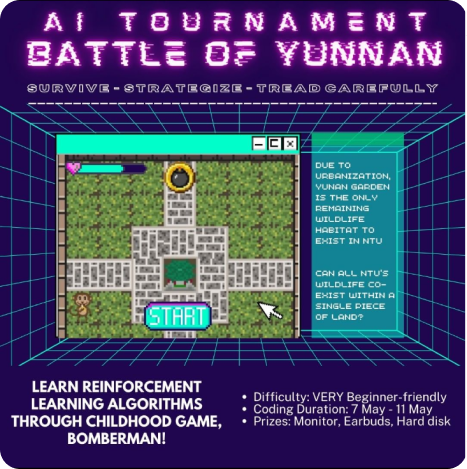 AI TOURNAMENT
BATTLE OF YUNNAN
SURVIVE - STRATEGIZE - TREAD CAREFULLY
DUE TO
URBANIZATION,
YUNAN GARDEN
IS THE ONLY
REMAINING
WILDLIFE
HABITAT TO
EXIST IN NTU
CAN ALL NTU'S
WILDLIFE CO-
EXIST WITHIN A
SINGLE PIECE
OF LAND?
START
LEARN REINFORCEMENT
LEARNING ALGORITHMS
THROUGH CHILDHOOD GAME,
BOMBERMAN!
• Difficulty: VERY Beginner-friendly
• Coding Duration: 7 May - 11 May
• Prizes: Monitor, Earbuds, Hard disk